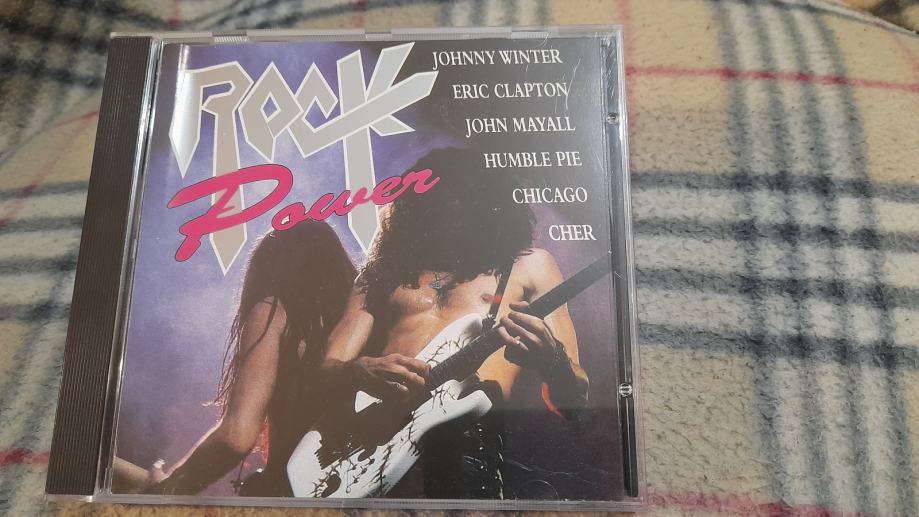 ROCK
Power
JOHNNY WINTER
ERIC CLAPTON
JOHN MAYALL
HUMBLE PIE
CHICAGO
CHER